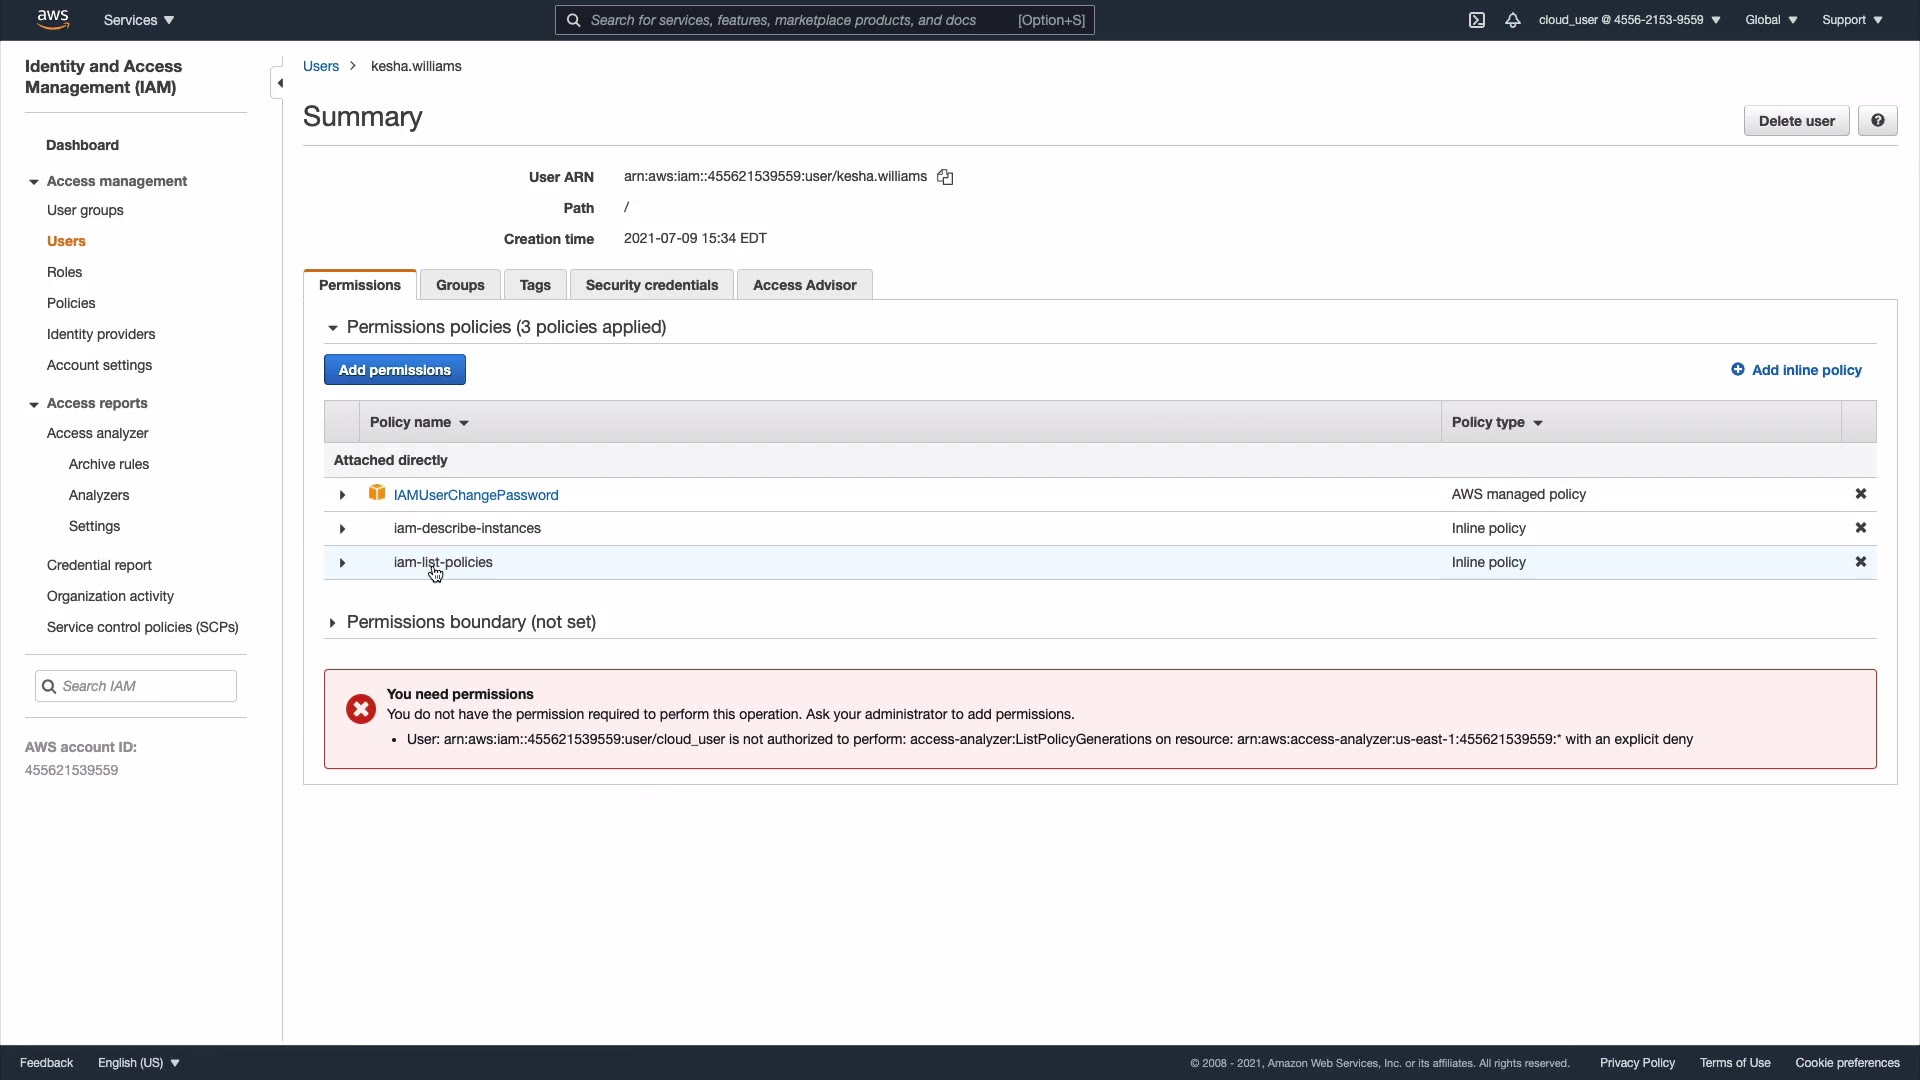 aws
Services
Search for services, features, marketplace products, and docs [Option+S]
cloud_user @ 4556-2153-9559
Global
Support
Identity and Access
Management (IAM)
Dashboard
Access management
User groups
Users
Roles
Policies
Identity providers
Account settings
Access reports
Access analyzer
Archive rules
Analyzers
Settings
Credential report
Organization activity
Service control policies (SCPs)
Search IAM
AWS account ID:
455621539559
Users > kesha.williams
Summary
Delete user
User ARN arn:aws:iam::455621539559:user/kesha.williams
Path /
Creation time 2021-07-09 15:34 EDT
Permissions
Groups
Tags
Security credentials
Access Advisor
Permissions policies (3 policies applied)
Add permissions
Add inline policy
Policy name
Policy type
Attached directly
IAMUserChangePassword AWS managed policy
iam-describe-instances Inline policy
iam-list-policies Inline policy
Permissions boundary (not set)
You need permissions
You do not have the permission required to perform this operation. Ask your administrator to add permissions.
• User: arn:aws:iam::455621539559:user/cloud_user is not authorized to perform: access-analyzer:ListPolicyGenerations on resource: arn:aws:access-analyzer:us-east-1:455621539559:* with an explicit deny
Feedback
English (US)
© 2008 - 2021, Amazon Web Services, Inc. or its affiliates. All rights reserved.
Privacy Policy
Terms of Use
Cookie preferences